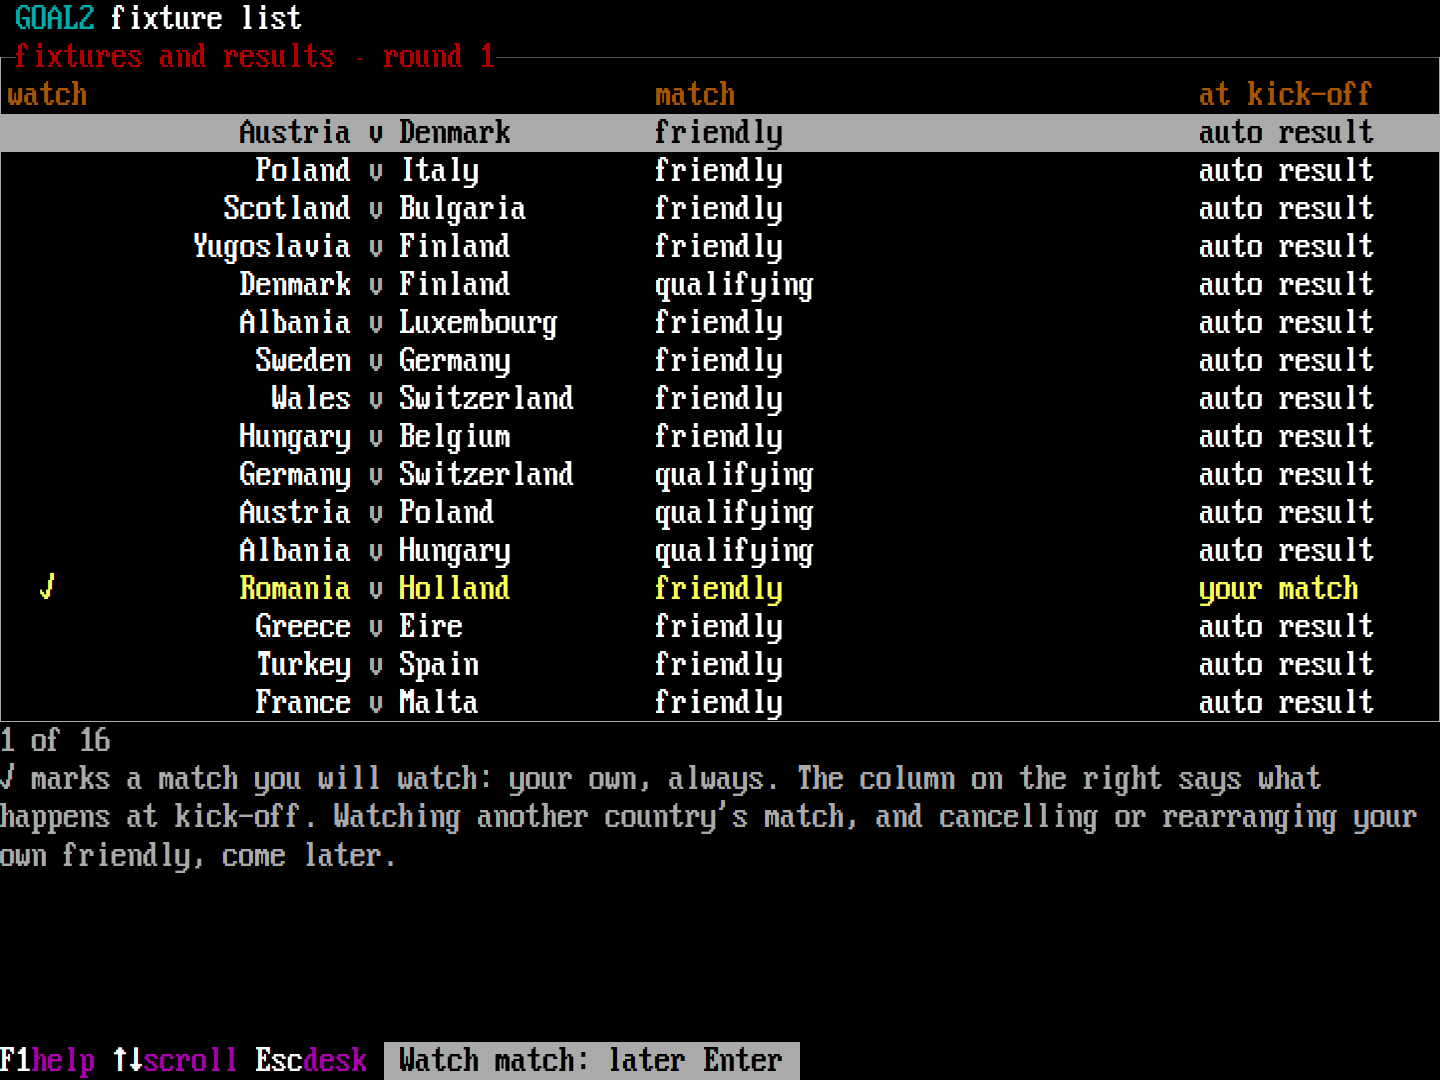 GOAL2 fixture list
fixtures and results · round 1
watch match at kick-off
Austria v Denmark friendly auto result
Poland v Italy friendly auto result
Scotland v Bulgaria friendly auto result
Yugoslavia v Finland friendly auto result
Denmark v Finland qualifying auto result
Albania v Luxembourg friendly auto result
Sweden v Germany friendly auto result
Wales v Switzerland friendly auto result
Hungary v Belgium friendly auto result
Germany v Switzerland qualifying auto result
Austria v Poland qualifying auto result
Albania v Hungary qualifying auto result
√ Romania v Holland friendly your match
Greece v Eire friendly auto result
Turkey v Spain friendly auto result
France v Malta friendly auto result
1 of 16
√ marks a match you will watch: your own, always. The column on the right says what
happens at kick-off. Watching another country's match, and cancelling or rearranging your
own friendly, come later.
F1help ↑↓scroll Escdesk Watch match: later Enter